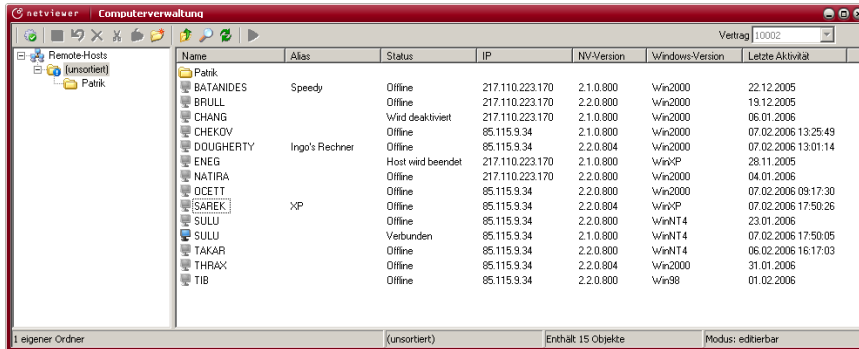 netviewer Computerverwaltung
Vertrag 10002
Remote-Hosts
(unsortiert)
Patrik
Name Alias Status IP NV-Version Windows-Version Letzte Aktivität
Patrik
BATANIDES Speedy Offline 217.110.223.170 2.1.0.800 Win2000 22.12.2005
BRULL Offline 217.110.223.170 2.2.0.800 Win2000 19.12.2005
CHANG Wird deaktiviert 217.110.223.170 2.1.0.800 Win2000 06.01.2006
CHEKOV Offline 85.115.9.34 2.1.0.800 Win2000 07.02.2006 13:25:49
DOUGHERTY Ingo's Rechner Offline 85.115.9.34 2.2.0.804 Win2000 07.02.2006 13:01:14
ENEG Host wird beendet 217.110.223.170 2.1.0.800 WinXP 28.11.2005
NATIRA Offline 217.110.223.170 2.1.0.800 Win2000 04.01.2006
OCETT Offline 85.115.9.34 2.2.0.800 Win2000 07.02.2006 09:17:30
SAREK XP Offline 85.115.9.34 2.2.0.804 WinXP 07.02.2006 17:50:26
SULU Offline 85.115.9.34 2.2.0.800 WinNT4 23.01.2006
SULU Verbunden 85.115.9.34 2.1.0.800 WinNT4 07.02.2006 17:50:05
TAKAR Offline 85.115.9.34 2.2.0.800 WinNT4 06.02.2006 16:17:03
THRAX Offline 85.115.9.34 2.2.0.804 Win2000 31.01.2006
TIB Offline 85.115.9.34 2.2.0.800 Win98 01.02.2006
1 eigener Ordner (unsortiert) Enthält 15 Objekte Modus: editierbar